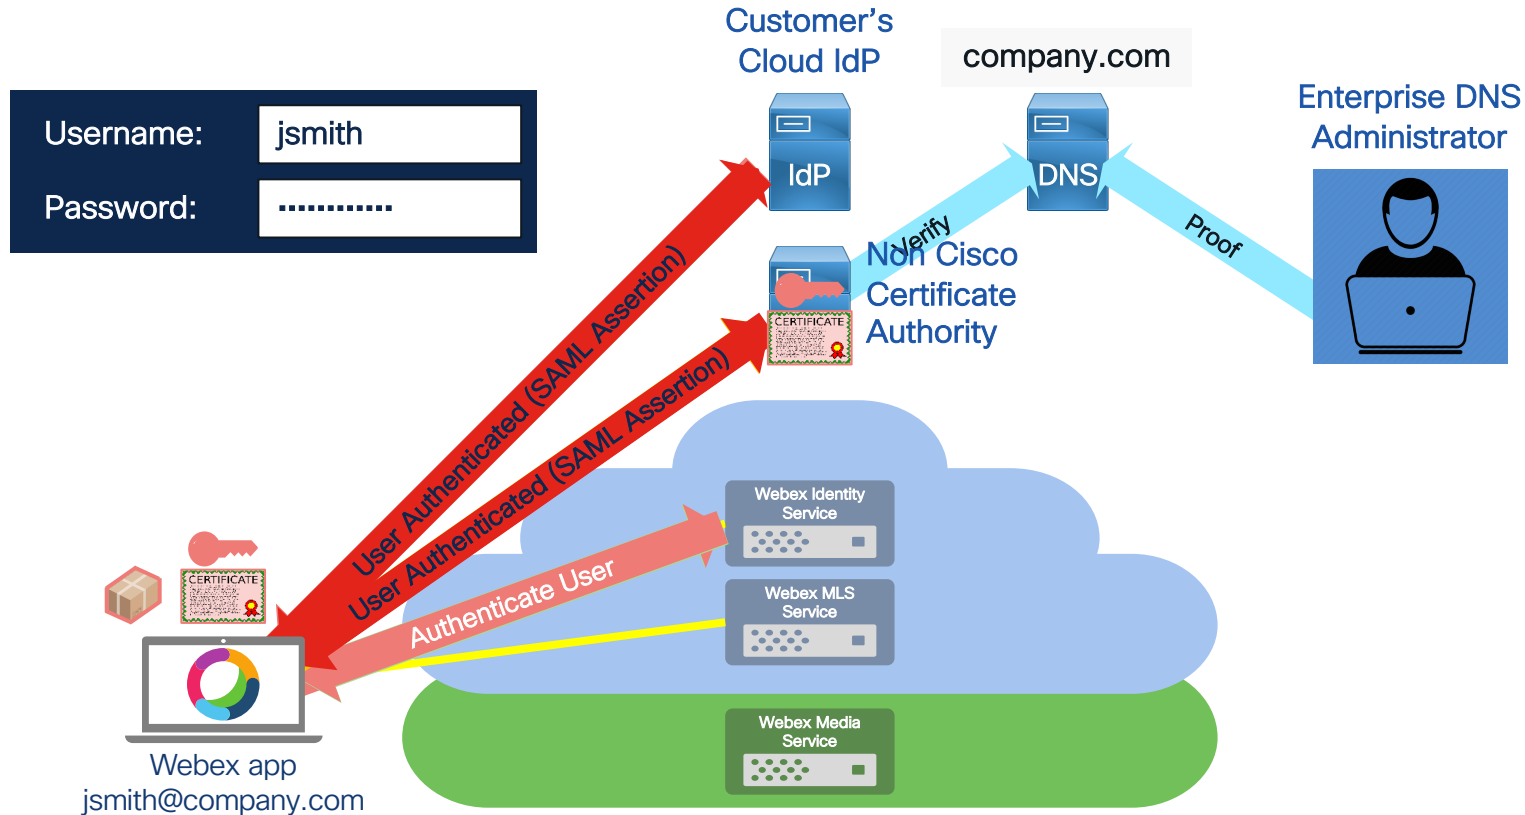 Customer’s
Cloud IdP
company.com
Enterprise DNS
Administrator
Username:
jsmith
Password:
••••••••••••
IdP
DNS
Verify
Proof
Non Cisco
Certificate
Authority
CERTIFICATE
User Authenticated (SAML Assertion)
User Authenticated (SAML Assertion)
Authenticate User
Webex Identity
Service
Webex MLS
Service
Webex Media
Service
CERTIFICATE
Webex app
jsmith@company.com